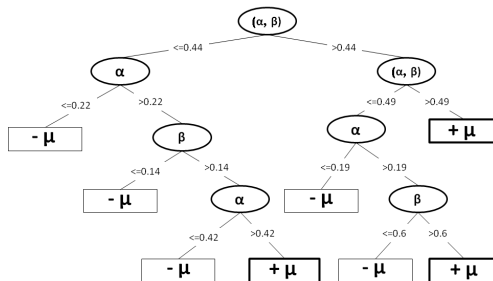 (α, β)
<=0.44 >0.44
α (α, β)
<=0.22 >0.22 <=0.49 >0.49
- μ β α + μ
<=0.14 >0.14 <=0.19 >0.19
- μ α - μ β
<=0.42 >0.42 <=0.6 >0.6
- μ + μ - μ + μ